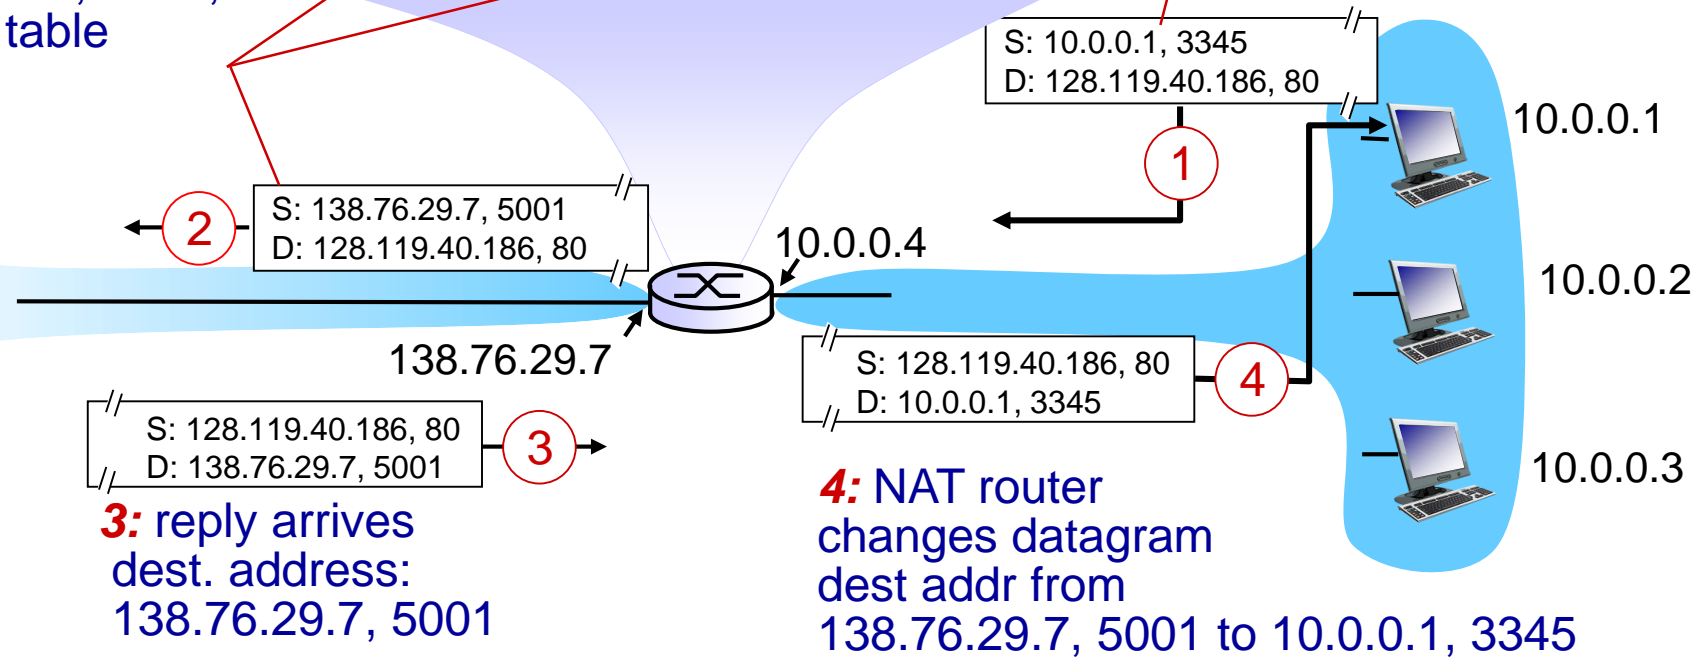 table
S: 10.0.0.1, 3345
D: 128.119.40.186, 80
10.0.0.1
1
2
S: 138.76.29.7, 5001
D: 128.119.40.186, 80
10.0.0.4
10.0.0.2
138.76.29.7
S: 128.119.40.186, 80
D: 10.0.0.1, 3345
4
S: 128.119.40.186, 80
D: 138.76.29.7, 5001
3
10.0.0.3
3: reply arrives
dest. address:
138.76.29.7, 5001
4: NAT router
changes datagram
dest addr from
138.76.29.7, 5001 to 10.0.0.1, 3345